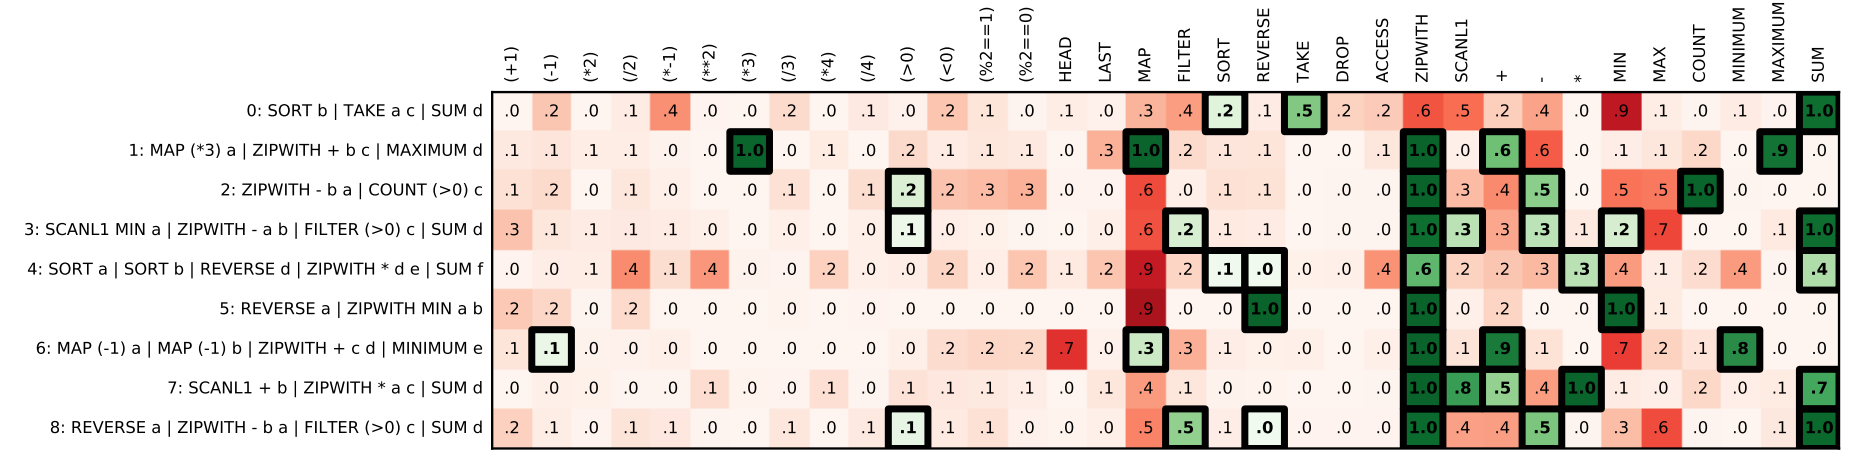 (+1) (-1) (*2) (/2) (*-1) (**2) (*3) (/3) (*4) (/4) (>0) (<0) (%2==1) (%2==0) HEAD LAST MAP FILTER SORT REVERSE TAKE DROP ACCESS ZIPWITH SCANL1 + - * MIN MAX COUNT MINIMUM MAXIMUM SUM
0: SORT b | TAKE a c | SUM d .0 .2 .0 .1 .4 .0 .0 .2 .0 .1 .0 .2 .1 .0 .1 .0 .3 .4 .2 .1 .5 .2 .2 .6 .5 .2 .4 .0 .9 .1 .0 .1 .0 1.0
1: MAP (*3) a | ZIPWITH + b c | MAXIMUM d .1 .1 .1 .1 .0 .0 1.0 .0 .1 .0 .2 .1 .1 .1 .0 .3 1.0 .2 .1 .1 .0 .0 .1 1.0 .0 .6 .6 .0 .1 .1 .2 .0 .9 .0
2: ZIPWITH - b a | COUNT (>0) c .1 .2 .0 .1 .0 .0 .0 .1 .0 .1 .2 .2 .3 .3 .0 .0 .6 .0 .1 .1 .0 .0 .0 1.0 .3 .4 .5 .0 .5 .5 1.0 .0 .0 .0
3: SCANL1 MIN a | ZIPWITH - a b | FILTER (>0) c | SUM d .3 .1 .1 .1 .1 .0 .0 .0 .0 .0 .1 .0 .0 .0 .0 .0 .6 .2 .1 .1 .0 .0 .0 1.0 .3 .3 .3 .1 .2 .7 .0 .0 .1 1.0
4: SORT a | SORT b | REVERSE d | ZIPWITH * d e | SUM f .0 .0 .1 .4 .1 .4 .0 .0 .2 .0 .0 .2 .0 .2 .1 .2 .9 .2 .1 .0 .0 .0 .4 .6 .2 .2 .3 .3 .4 .1 .2 .4 .0 .4
5: REVERSE a | ZIPWITH MIN a b .2 .2 .0 .2 .0 .0 .0 .0 .0 .0 .0 .0 .0 .0 .0 .0 .9 .0 .0 1.0 .0 .0 .0 1.0 .0 .2 .0 .0 1.0 .1 .0 .0 .0 .0
6: MAP (-1) a | MAP (-1) b | ZIPWITH + c d | MINIMUM e .1 .1 .0 .0 .0 .0 .0 .0 .0 .0 .0 .2 .2 .2 .7 .0 .3 .3 .1 .0 .0 .0 .0 1.0 .1 .9 .1 .0 .7 .2 .1 .8 .0 .0
7: SCANL1 + b | ZIPWITH * a c | SUM d .0 .0 .0 .0 .0 .1 .0 .0 .1 .0 .1 .1 .1 .1 .0 .1 .4 .1 .0 .0 .0 .0 .0 1.0 .8 .5 .4 1.0 .1 .0 .2 .0 .1 .7
8: REVERSE a | ZIPWITH - b a | FILTER (>0) c | SUM d .2 .1 .0 .1 .0 .0 .0 .1 .0 .1 .1 .1 .1 .0 .0 .0 .5 .5 .1 .0 .0 .0 .0 1.0 .4 .4 .5 .0 .3 .6 .0 .0 .1 1.0